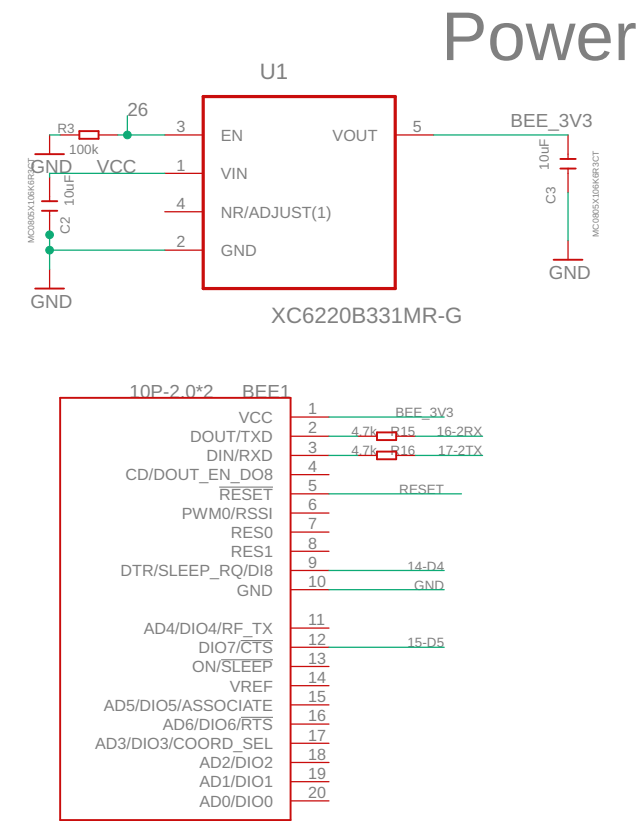 Power
U1
26
R3
100k
3
EN
VOUT
5
BEE_3V3
GND
VCC
1
VIN
10uF
MC0805X106K6R3CT
C2
4
NR/ADJUST(1)
2
GND
GND
10uF
MC0805X106K6R3CT
C3
GND
XC6220B331MR-G
10P-2.0*2 BEE1
VCC 1 BEE_3V3
DOUT/TXD 2 4.7k R15 16-2RX
DIN/RXD 3 4.7k R16 17-2TX
CD/DOUT_EN_DO8 4
RESET 5 RESET
PWM0/RSSI 6
RES0 7
RES1 8
DTR/SLEEP_RQ/DI8 9 14-D4
GND 10 GND
AD4/DIO4/RF_TX 11
DIO7/CTS 12 15-D5
ON/SLEEP 13
VREF 14
AD5/DIO5/ASSOCIATE 15
AD6/DIO6/RTS 16
AD3/DIO3/COORD_SEL 17
AD2/DIO2 18
AD1/DIO1 19
AD0/DIO0 20